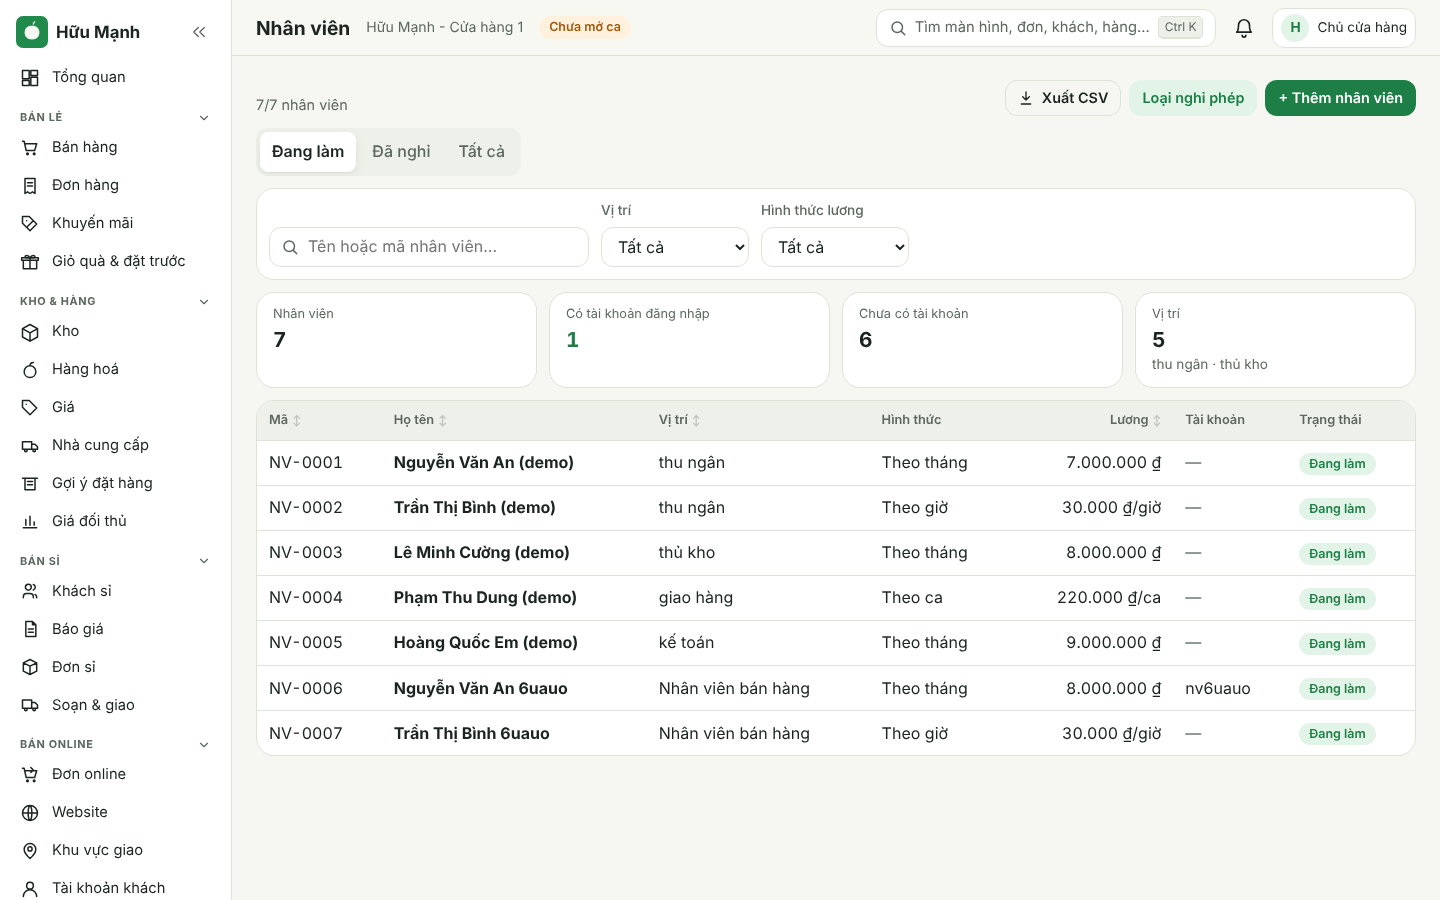 Hữu Mạnh
Tổng quan
BÁN LẺ
Bán hàng
Đơn hàng
Khuyến mãi
Giỏ quà & đặt trước
KHO & HÀNG
Kho
Hàng hoá
Giá
Nhà cung cấp
Gợi ý đặt hàng
Giá đối thủ
BÁN SỈ
Khách sỉ
Báo giá
Đơn sỉ
Soạn & giao
BÁN ONLINE
Đơn online
Website
Khu vực giao
Tài khoản khách
Nhân viên Hữu Mạnh - Cửa hàng 1 Chưa mở ca Tìm màn hình, đơn, khách, hàng... Ctrl K H Chủ cửa hàng
7/7 nhân viên Xuất CSV Loại nghỉ phép + Thêm nhân viên
Đang làm Đã nghỉ Tất cả
Vị trí Hình thức lương
Tên hoặc mã nhân viên... Tất cả Tất cả
Nhân viên
7
Có tài khoản đăng nhập
1
Chưa có tài khoản
6
Vị trí
5
thu ngân · thủ kho
Mã Họ tên Vị trí Hình thức Lương Tài khoản Trạng thái
NV-0001 Nguyễn Văn An (demo) thu ngân Theo tháng 7.000.000 ₫ — Đang làm
NV-0002 Trần Thị Bình (demo) thu ngân Theo giờ 30.000 ₫/giờ — Đang làm
NV-0003 Lê Minh Cường (demo) thủ kho Theo tháng 8.000.000 ₫ — Đang làm
NV-0004 Phạm Thu Dung (demo) giao hàng Theo ca 220.000 ₫/ca — Đang làm
NV-0005 Hoàng Quốc Em (demo) kế toán Theo tháng 9.000.000 ₫ — Đang làm
NV-0006 Nguyễn Văn An 6uauo Nhân viên bán hàng Theo tháng 8.000.000 ₫ nv6uauo Đang làm
NV-0007 Trần Thị Bình 6uauo Nhân viên bán hàng Theo giờ 30.000 ₫/giờ — Đang làm